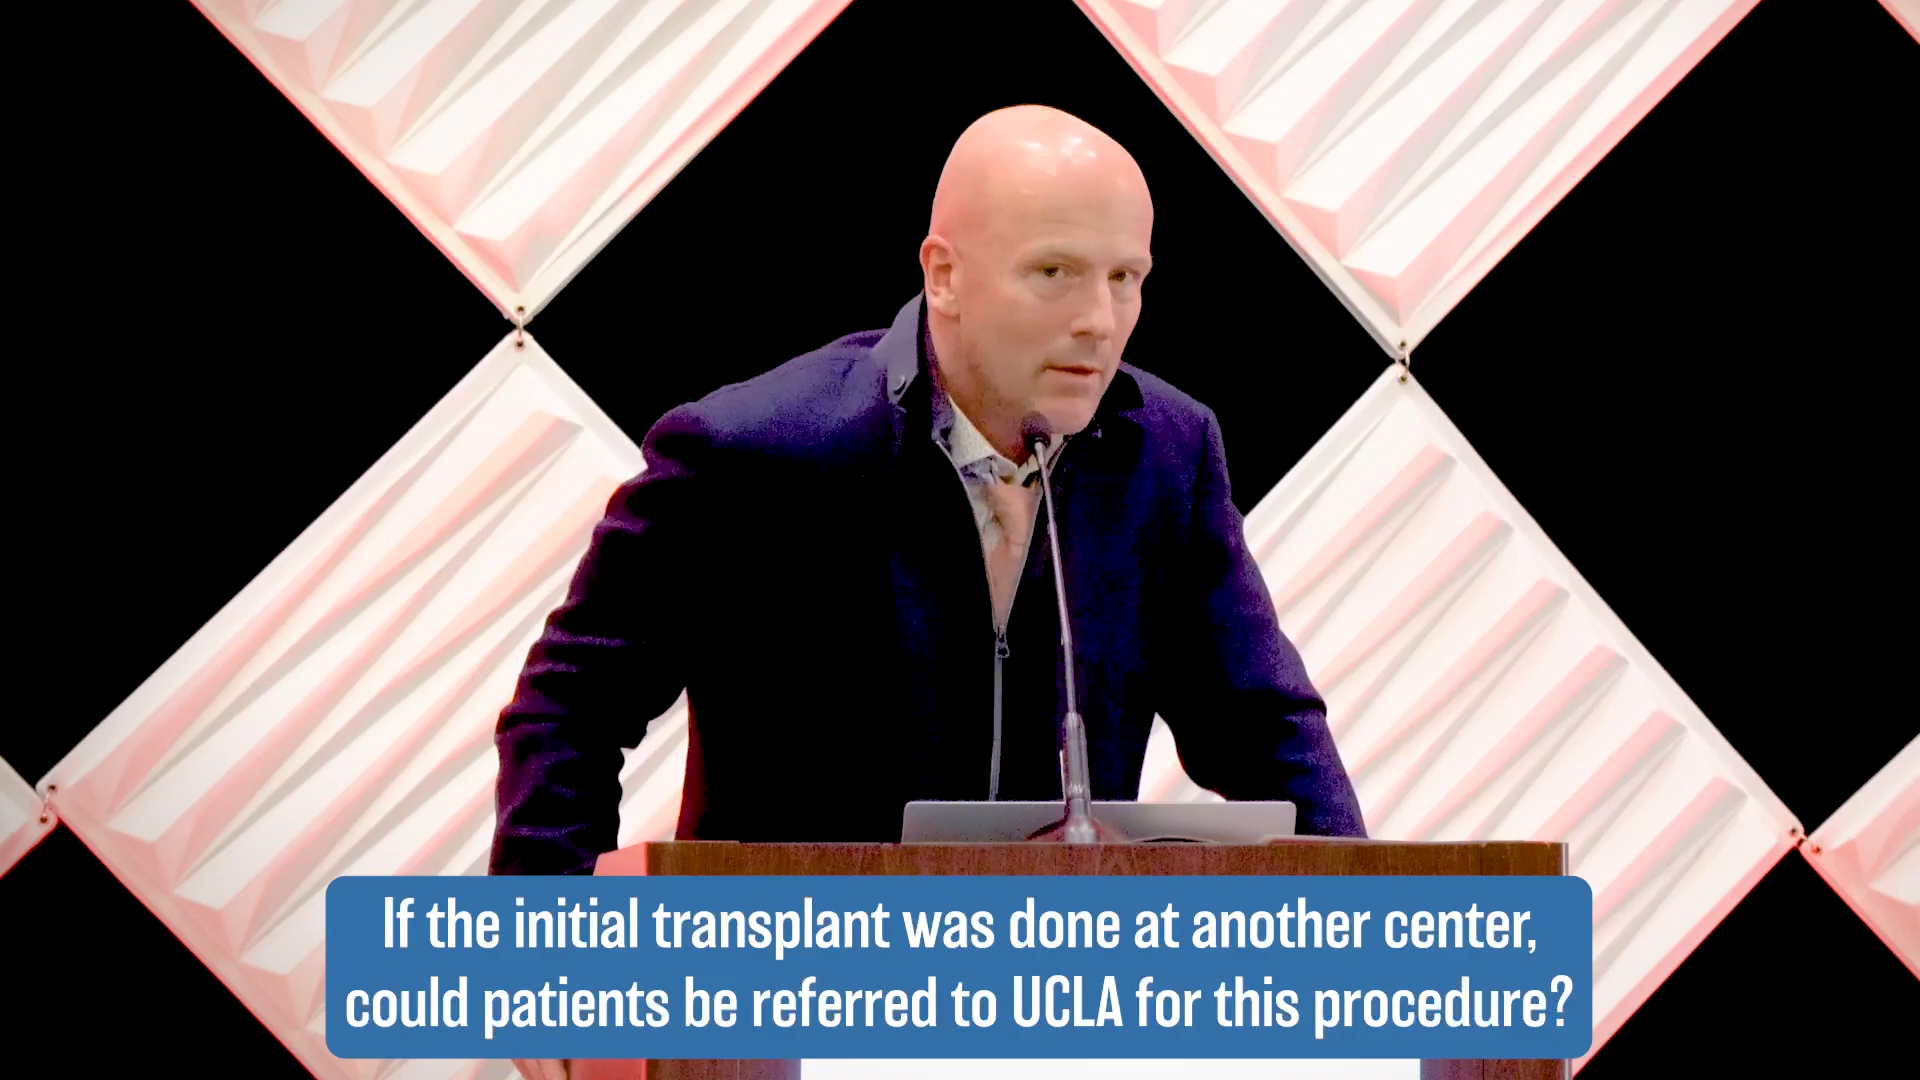 If the initial transplant was done at another center,
could patients be referred to UCLA for this procedure?